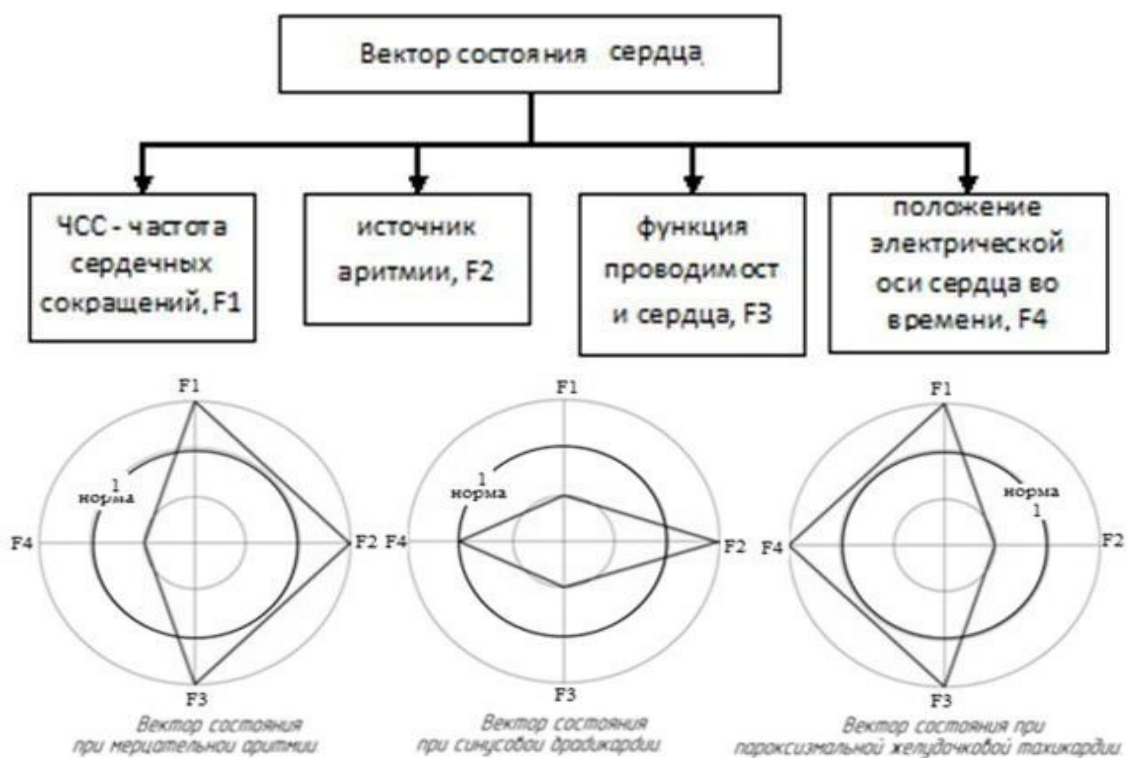 Вектор состояния сердца
ЧСС - частота
сердечных
сокращений, F1
источник
аритмии, F2
функция
проводимост
и сердца, F3
положение
электрической
оси сердца во
времени, F4
F1
1
норма
F4
F2
F3
Вектор состояния
при мерцательной аритмии
F1
1
норма
F4
F2
F3
Вектор состояния
при синусовой брадикардии
F1
норма
1
F4
F2
F3
Вектор состояния при
пароксизмальной желудочковой тахикардии